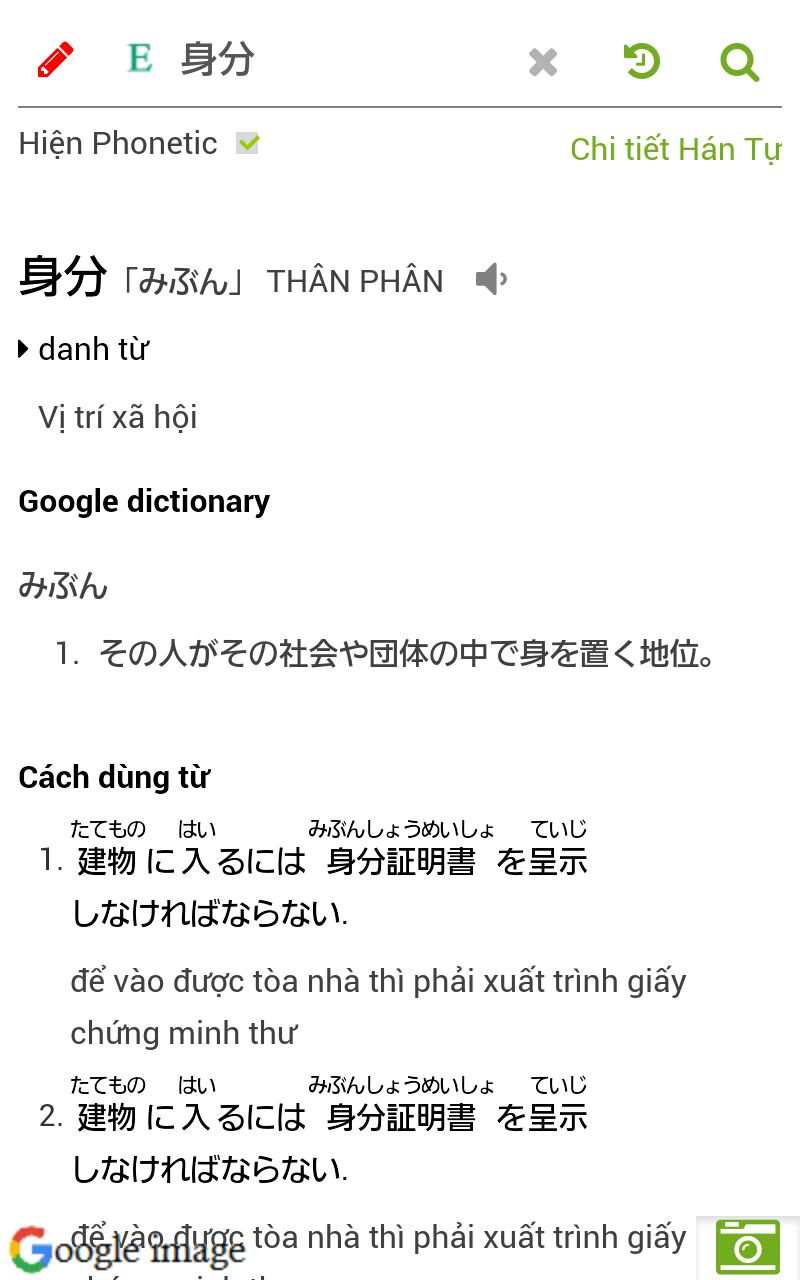 E 身分
Hiện Phonetic
Chi tiết Hán Tự
身分「みぶん」 THÂN PHÂN
danh từ
Vị trí xã hội
Google dictionary
みぶん
1. その人がその社会や団体の中で身を置く地位。
Cách dùng từ
たてもの はい みぶんしょうめいしょ ていじ
1. 建物 に 入 るには 身分証明書 を 呈示
しなければならない.
để vào được tòa nhà thì phải xuất trình giấy
chứng minh thư
たてもの はい みぶんしょうめいしょ ていじ
2. 建物 に 入 るには 身分証明書 を 呈示
しなければならない.
để vào được tòa nhà thì phải xuất trình giấy
Google image